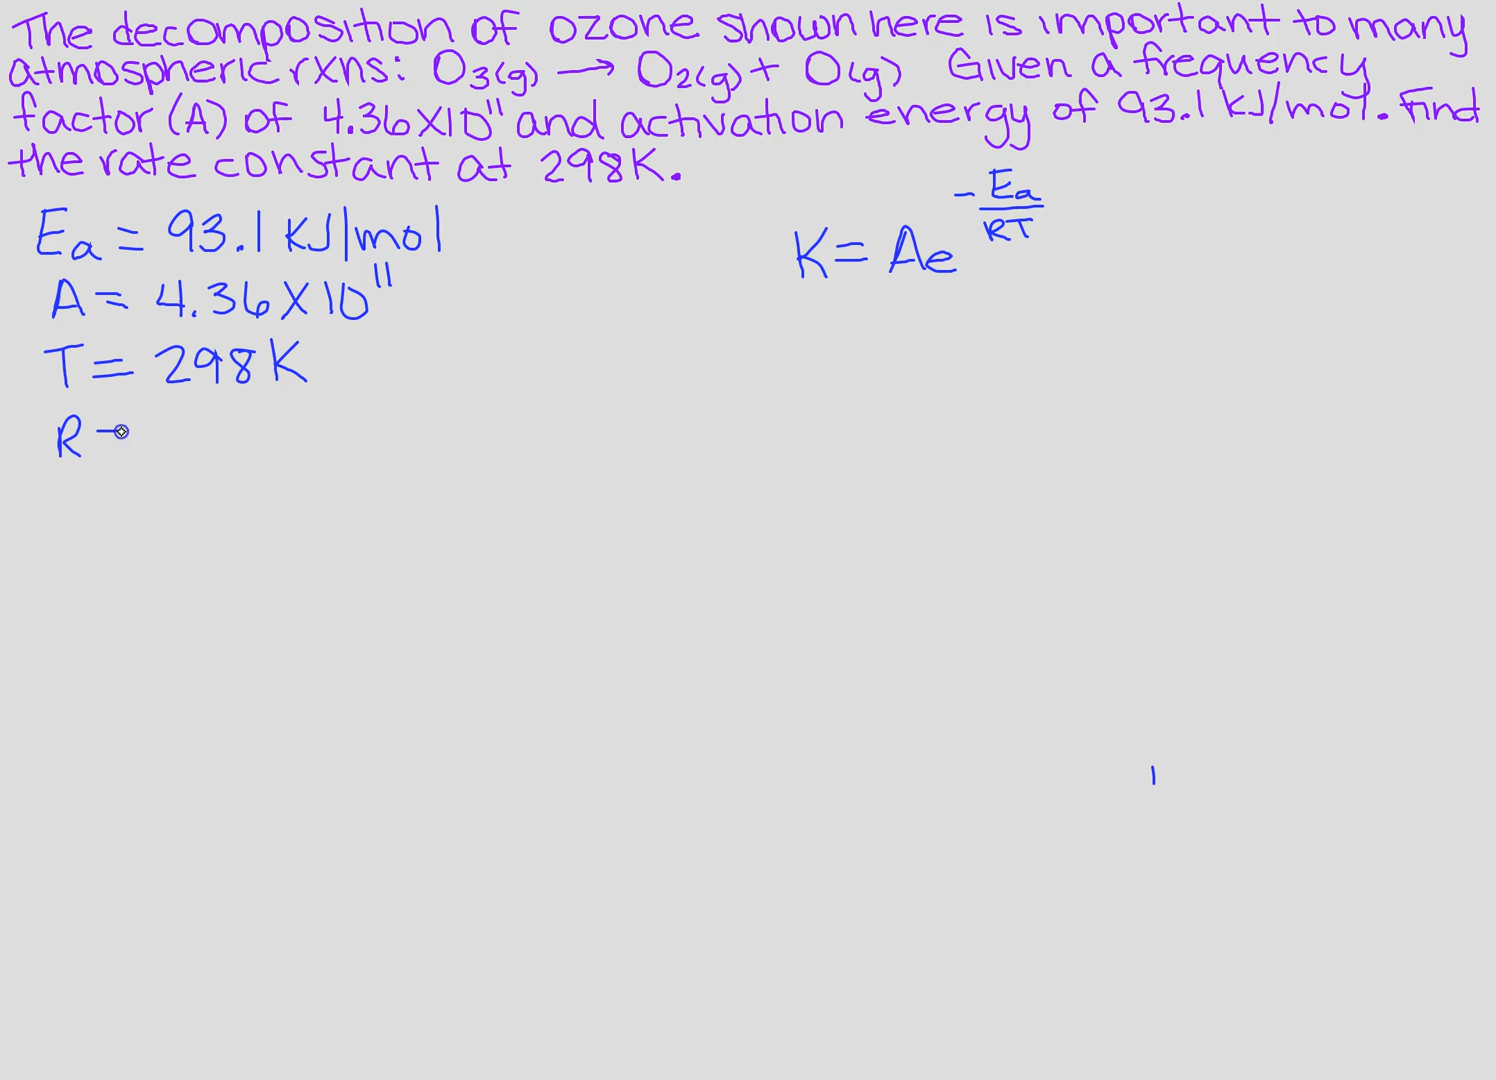 The decomposition of ozone shown here is important to many
atmospheric rxns: O₃(g) → O₂(g) + O(g) Given a frequency
factor (A) of 4.36X10¹¹ and activation energy of 93.1 kJ/mol. Find
the rate constant at 298K.
Ea = 93.1 KJ/mol
K = Ae^(-Ea/RT)
A = 4.36X10¹¹
T = 298K
R -